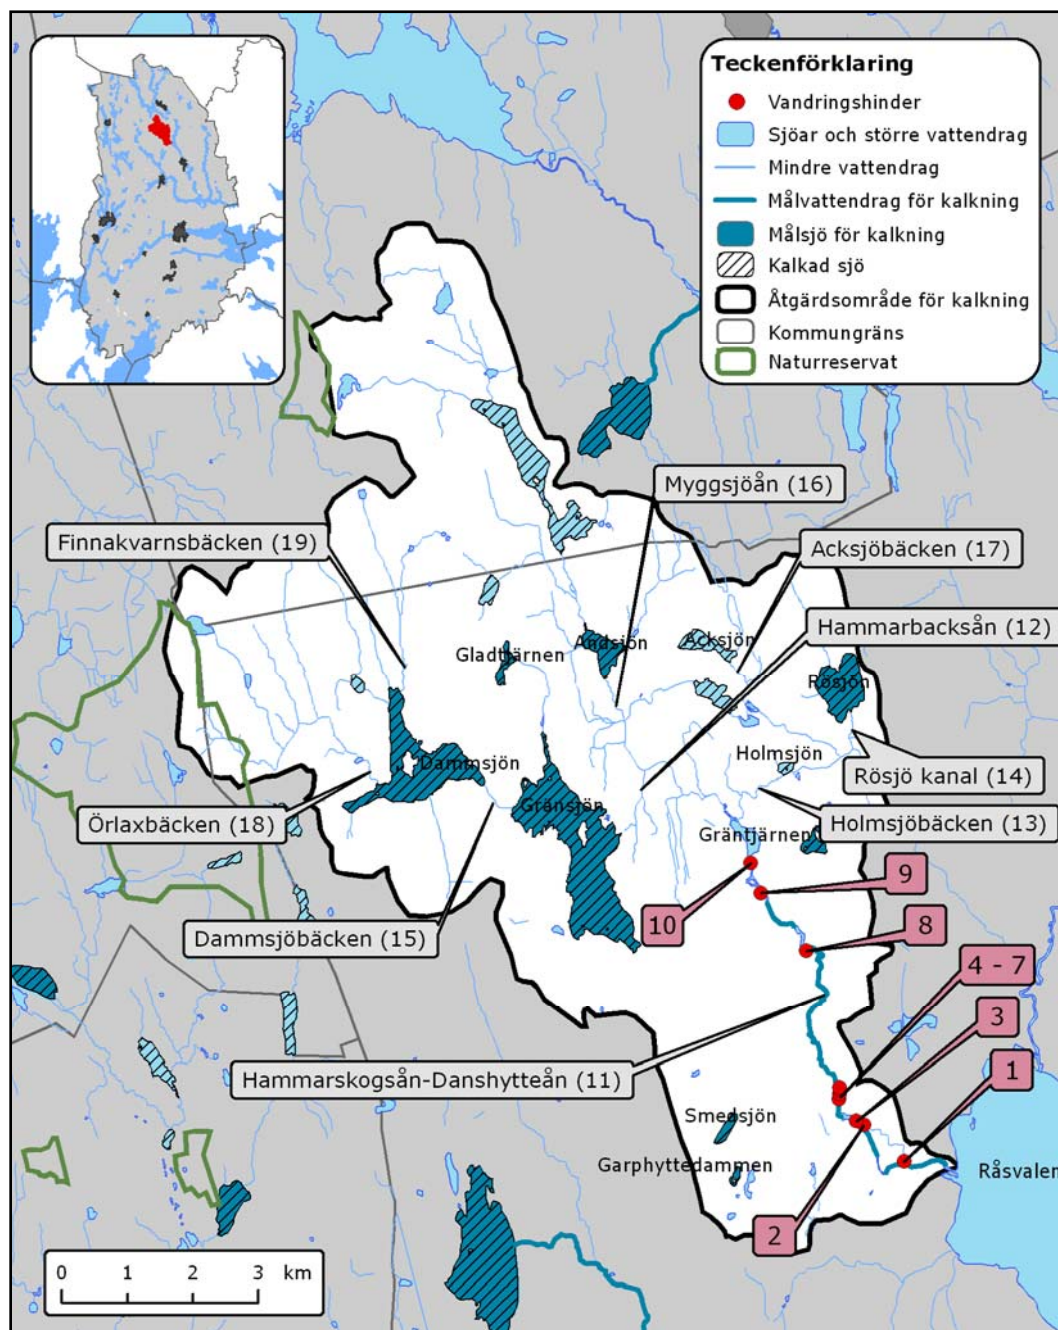 Teckenförklaring
Vandringshinder
Sjöar och större vattendrag
Mindre vattendrag
Målvattendrag för kalkning
Målsjö för kalkning
Kalkad sjö
Åtgärdsområde för kalkning
Kommungräns
Naturreservat
Myggsjöån (16)
Finnakvarnsbäcken (19)
Acksjöbäcken (17)
Hammarbacksån (12)
Andsjön
Acksjön
Gladtjärnen
Rösjön
Dammsjön
Holmsjön
Rösjö kanal (14)
Gränsjön
Örlaxbäcken (18)
Gräntjärnen
Holmsjöbäcken (13)
9
10
8
Dammsjöbäcken (15)
4 - 7
3
Hammarskogsån-Danshytteån (11)
1
Smedsjön
Garphyttedammen
Råsvalen
2
0 1 2 3 km